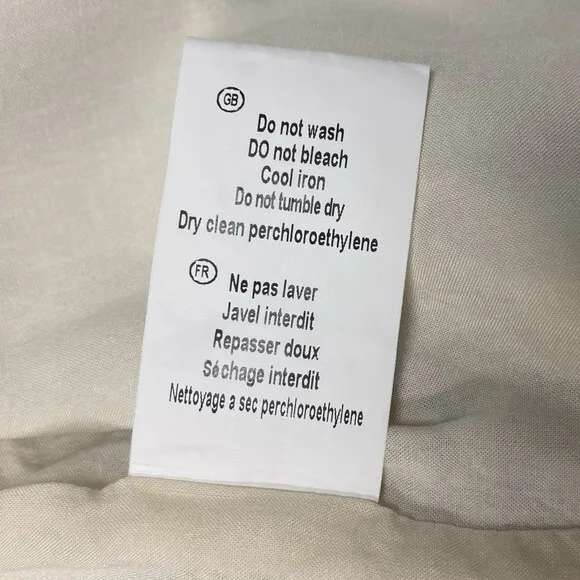 GB
Do not wash
DO not bleach
Cool iron
Do not tumble dry
Dry clean perchloroethylene
FR
Ne pas laver
Javel interdit
Repasser doux
Séchage interdit
Nettoyage a sec perchloroethylene